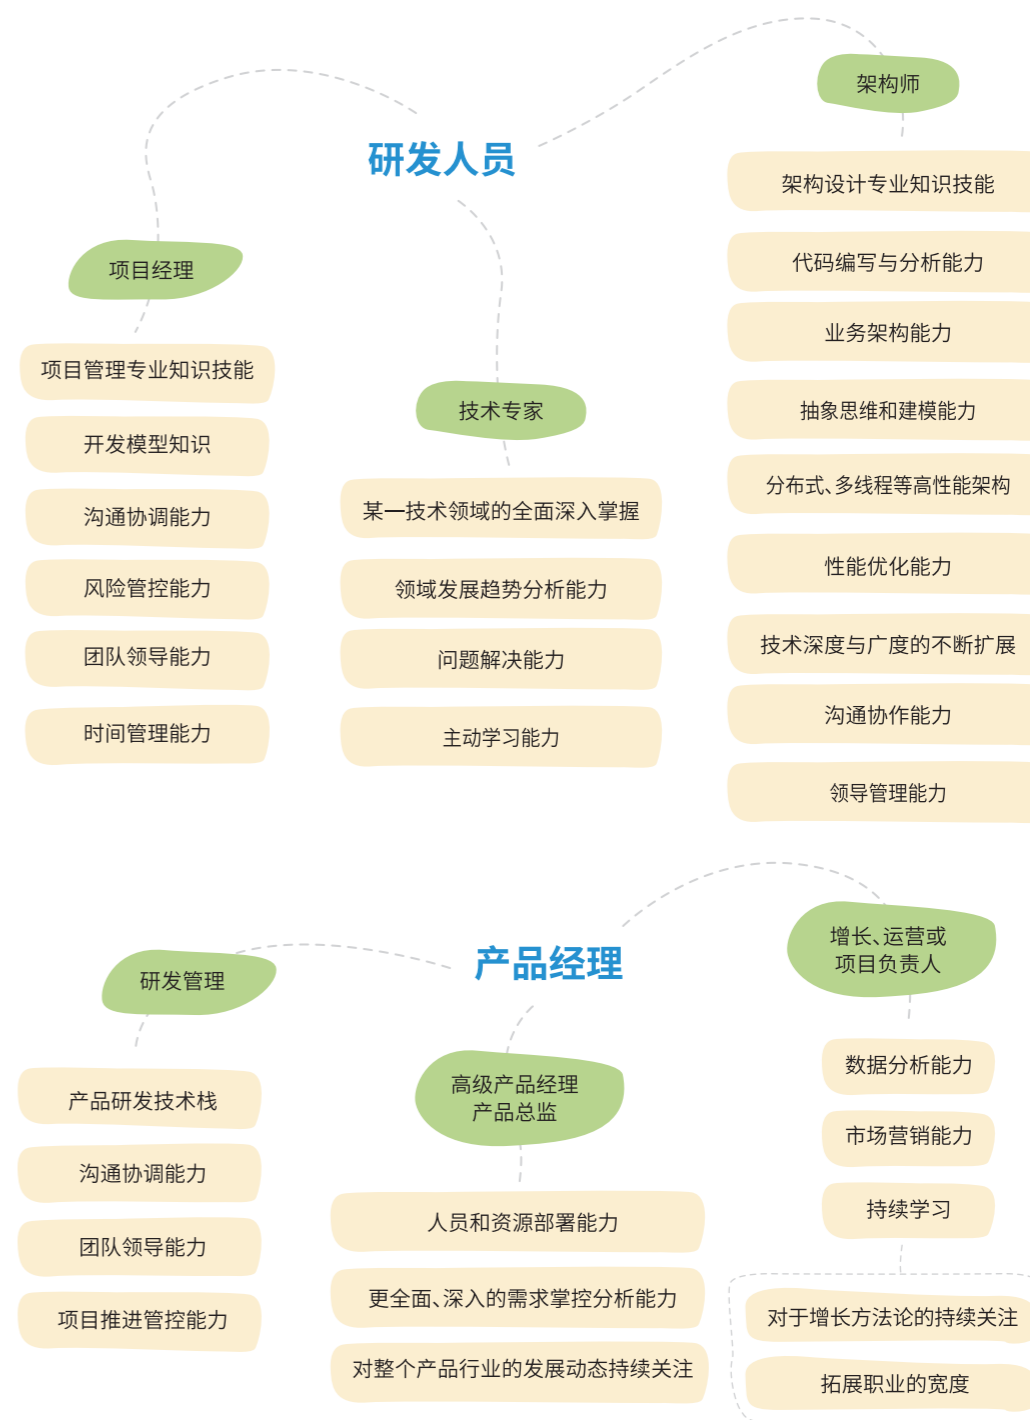 研发人员
项目经理
项目管理专业知识技能
开发模型知识
沟通协调能力
风险管控能力
团队领导能力
时间管理能力
技术专家
某一技术领域的全面深入掌握
领域发展趋势分析能力
问题解决能力
主动学习能力
架构师
架构设计专业知识技能
代码编写与分析能力
业务架构能力
抽象思维和建模能力
分布式、多线程等高性能架构
性能优化能力
技术深度与广度的不断扩展
沟通协作能力
领导管理能力
产品经理
研发管理
产品研发技术栈
沟通协调能力
团队领导能力
项目推进管控能力
高级产品经理
产品总监
人员和资源部署能力
更全面、深入的需求掌控分析能力
对整个产品行业的发展动态持续关注
增长、运营或
项目负责人
数据分析能力
市场营销能力
持续学习
对于增长方法论的持续关注
拓展职业的宽度